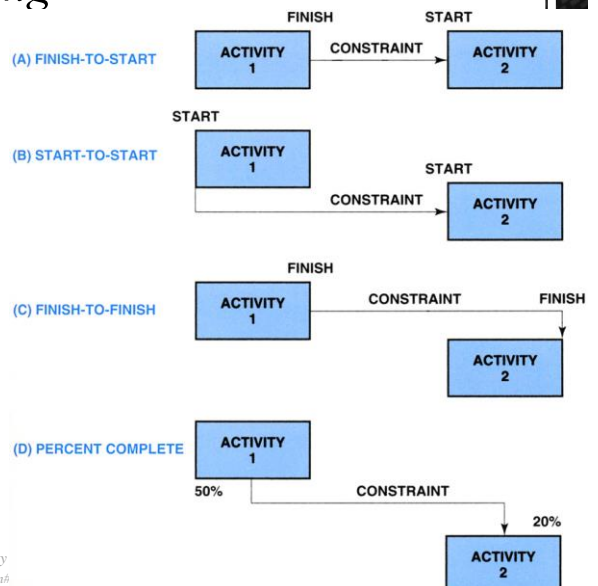 FINISH START
(A) FINISH-TO-START
ACTIVITY
1
CONSTRAINT
ACTIVITY
2
START
(B) START-TO-START
ACTIVITY
1
START
CONSTRAINT
ACTIVITY
2
FINISH
(C) FINISH-TO-FINISH
ACTIVITY
1
CONSTRAINT
FINISH
ACTIVITY
2
(D) PERCENT COMPLETE
ACTIVITY
1
50%
CONSTRAINT
20%
ACTIVITY
2